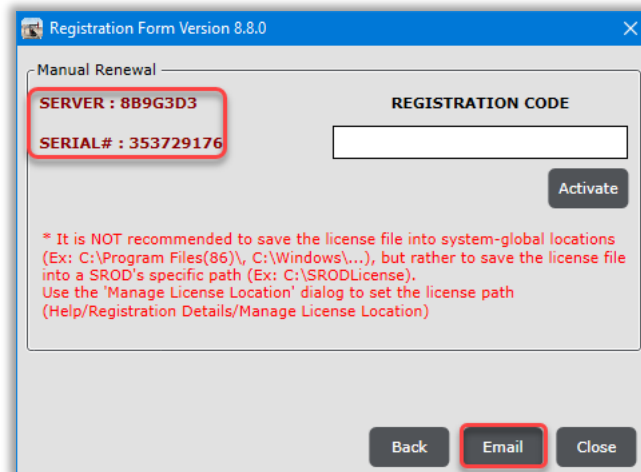 Registration Form Version 8.8.0
Manual Renewal
SERVER : 8B9G3D3
REGISTRATION CODE
SERIAL# : 353729176
Activate
* It is NOT recommended to save the license file into system-global locations
(Ex: C:\Program Files(86)\, C:\Windows\...), but rather to save the license file
into a SROD's specific path (Ex: C:\SRODLicense).
Use the 'Manage License Location' dialog to set the license path
(Help/Registration Details/Manage License Location)
Back
Email
Close